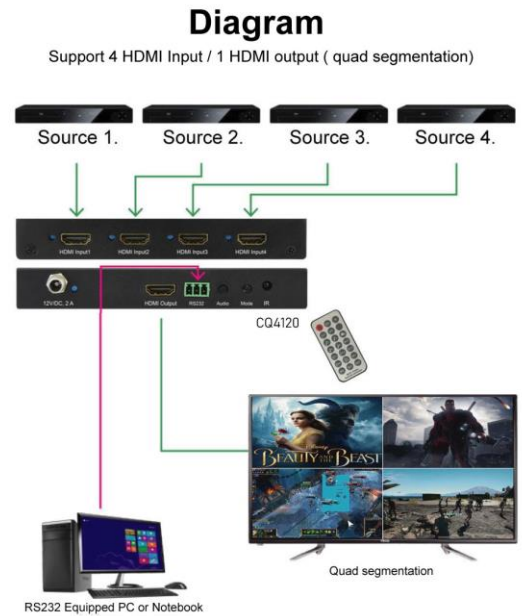 Diagram
Support 4 HDMI Input / 1 HDMI output ( quad segmentation)
Source 1.
Source 2.
Source 3.
Source 4.
HDMI Input1
HDMI Input2
HDMI Input3
HDMI Input4
12V/DC, 2 A
HDMI Output
RS232
Audio
Mode
IR
CQ4120
Disney
BEAUTY AND THE BEAST
Quad segmentation
RS232 Equipped PC or Notebook